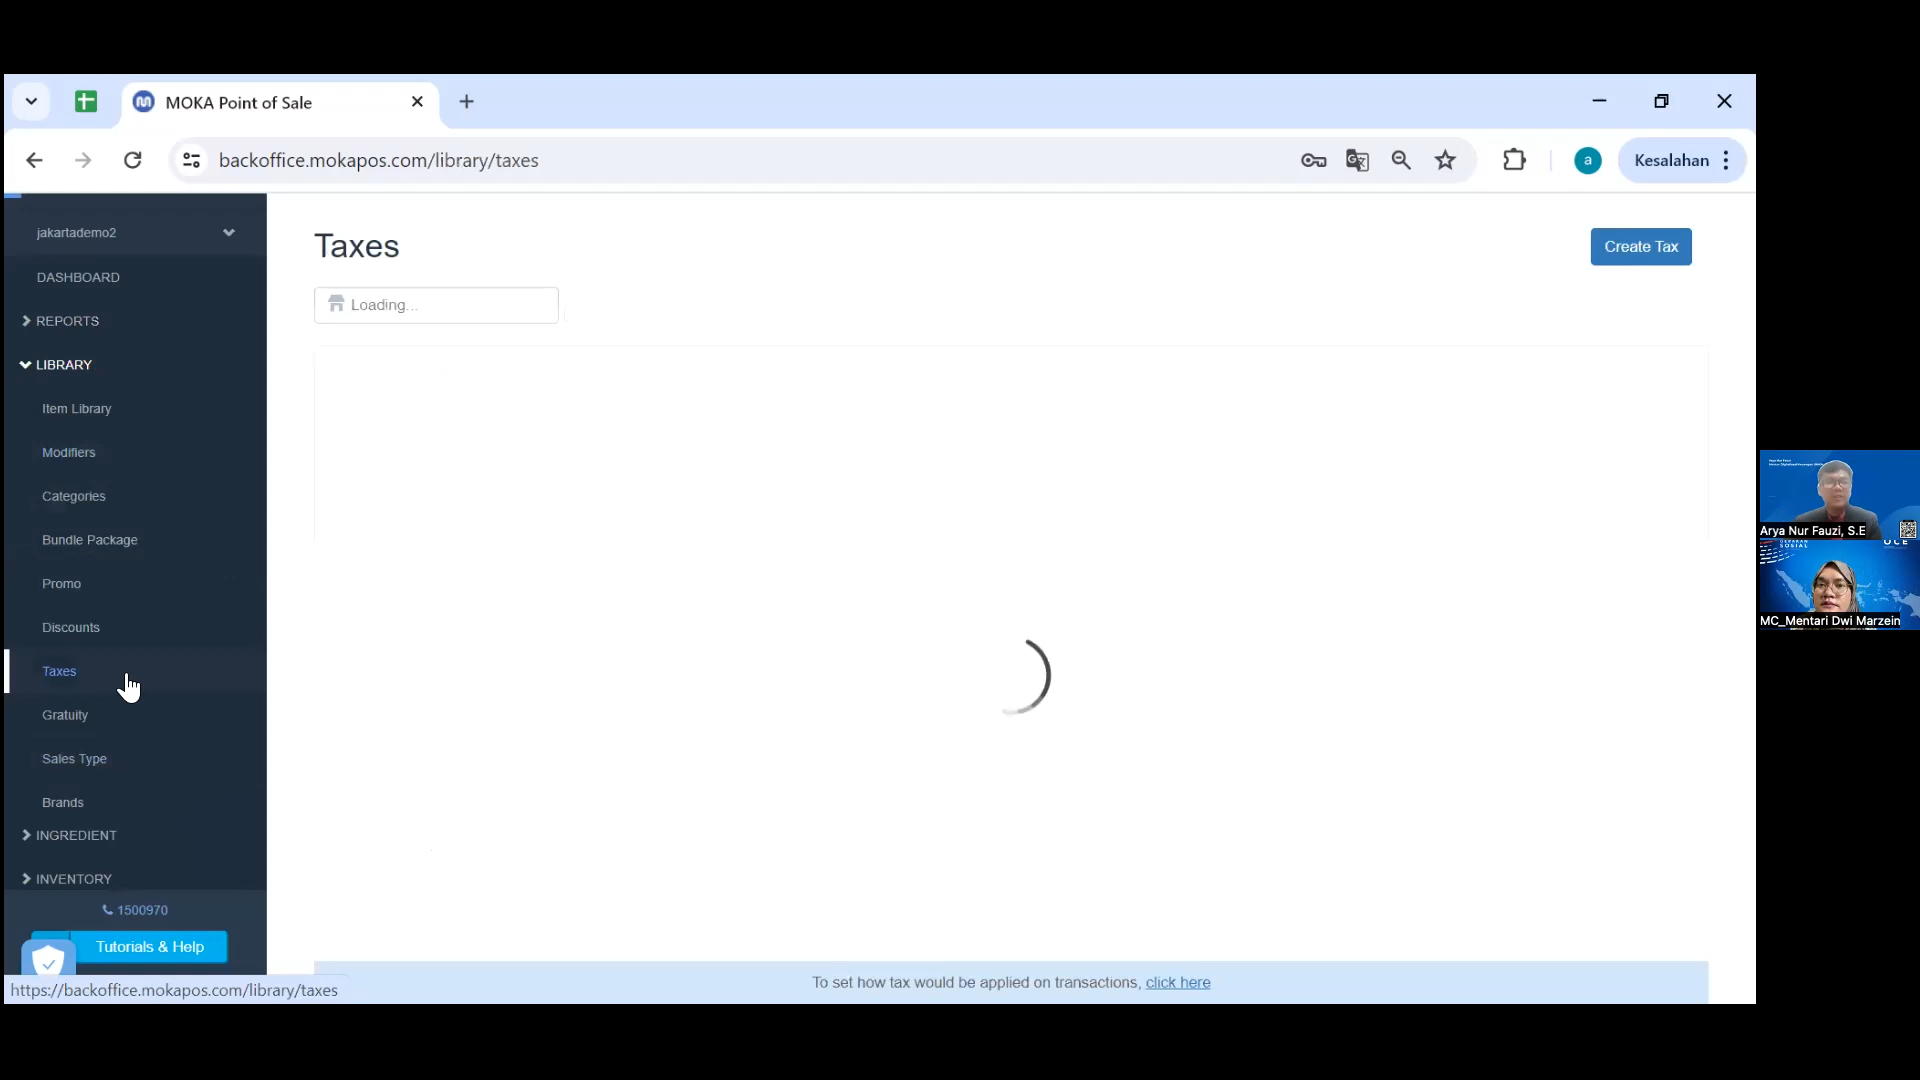 MOKA Point of Sale
backoffice.mokapos.com/library/taxes
a
Kesalahan
jakartademo2
DASHBOARD
REPORTS
LIBRARY
Item Library
Modifiers
Categories
Bundle Package
Promo
Discounts
Taxes
Gratuity
Sales Type
Brands
INGREDIENT
INVENTORY
1500970
Tutorials & Help
https://backoffice.mokapos.com/library/taxes
Taxes
Create Tax
Loading...
To set how tax would be applied on transactions, click here
Arya Nur Fauzi, S.E
SOSIAL
MC_Mentari Dwi Marzein